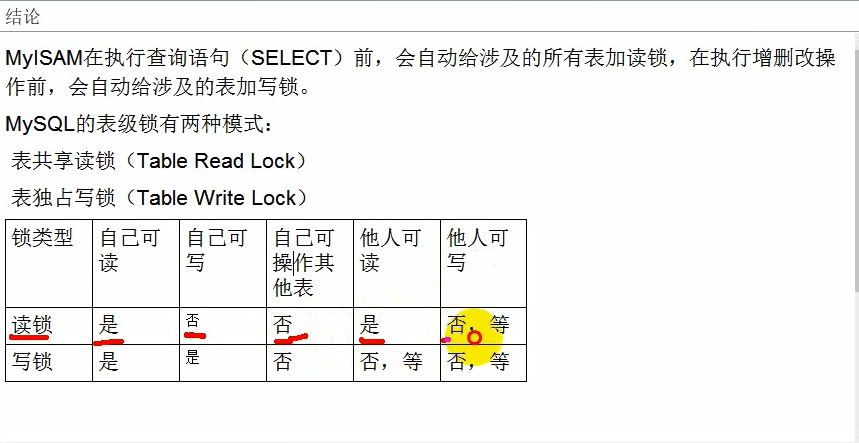 结论
MyISAM在执行查询语句（SELECT）前，会自动给涉及的所有表加读锁，在执行增删改操
作前，会自动给涉及的表加写锁。
MySQL的表级锁有两种模式：
表共享读锁（Table Read Lock）
表独占写锁（Table Write Lock）
锁类型 自己可读 自己可写 自己可操作其他表 他人可读 他人可写
读锁 是 否 否 是 否，等
写锁 是 是 否 否，等 否，等